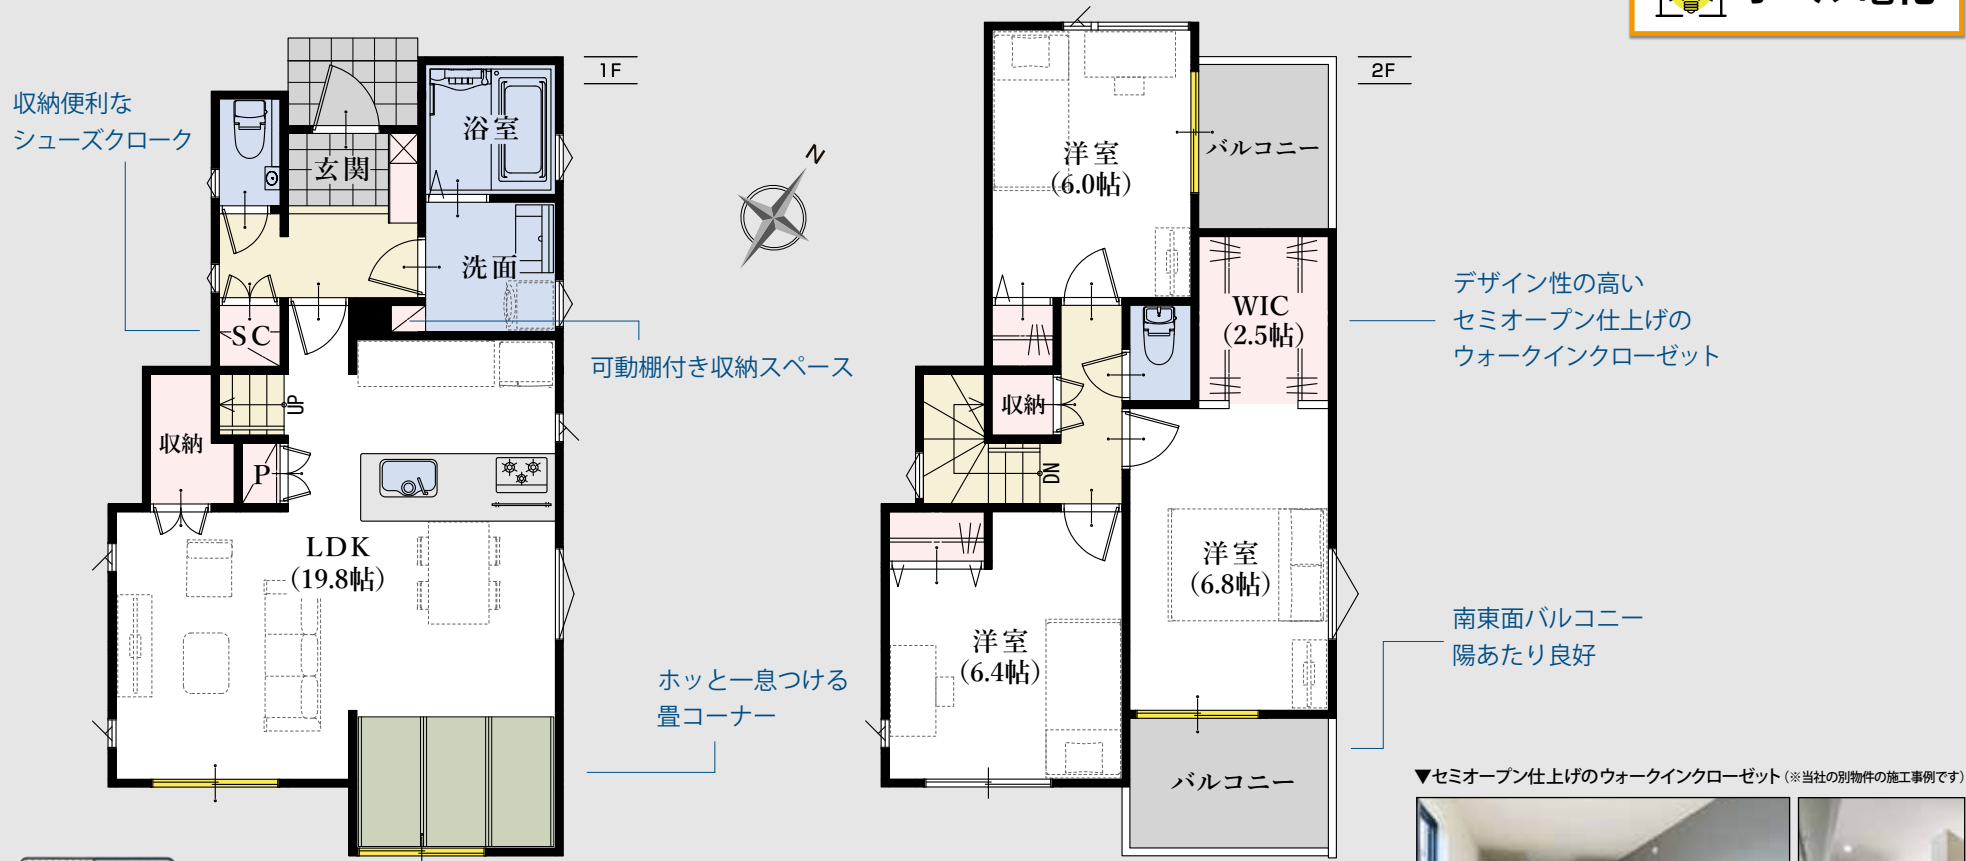 1F
収納便利な
シューズクローク
浴室
玄関
洗面
SC
可動棚付き収納スペース
UP
収納
P
LDK
(19.8帖)
ホッと一息つける
畳コーナー
N
2F
洋室
(6.0帖)
バルコニー
WIC
(2.5帖)
デザイン性の高い
セミオープン仕上げの
ウォークインクローゼット
収納
DN
洋室
(6.8帖)
洋室
(6.4帖)
南東面バルコニー
陽あたり良好
バルコニー
▼セミオープン仕上げのウォークインクローゼット(※当社の別物件の施工事例です)